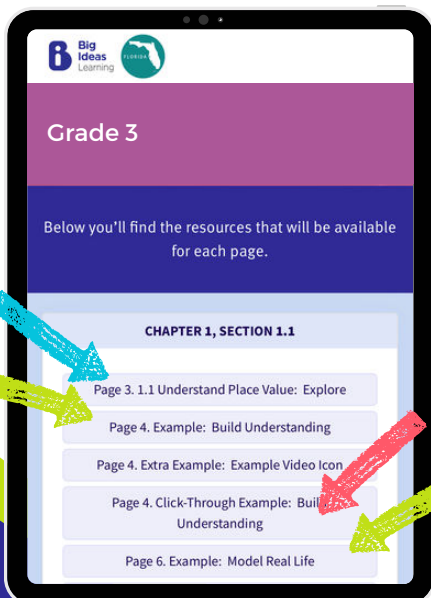 Big
Ideas
Learning
FLORIDA
Grade 3
Below you'll find the resources that will be available
for each page.
CHAPTER 1, SECTION 1.1
Page 3. 1.1 Understand Place Value: Explore
Page 4. Example: Build Understanding
Page 4. Extra Example: Example Video Icon
Page 4. Click-Through Example: Build
Understanding
Page 6. Example: Model Real Life